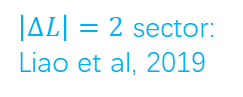 |ΔL| = 2 sector:
Liao et al, 2019